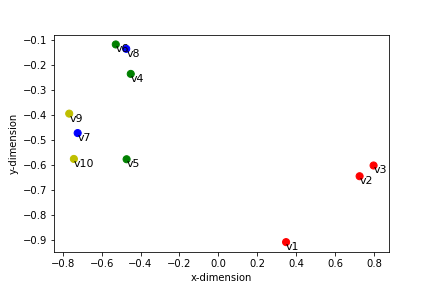 −0.1
−0.2
−0.3
−0.4
−0.5
−0.6
−0.7
−0.8
−0.9
y-dimension
v8
v4
v9
v7
v10
v5
v3
v2
v1
−0.8
−0.6
−0.4
−0.2
0.0
0.2
0.4
0.6
0.8
x-dimension